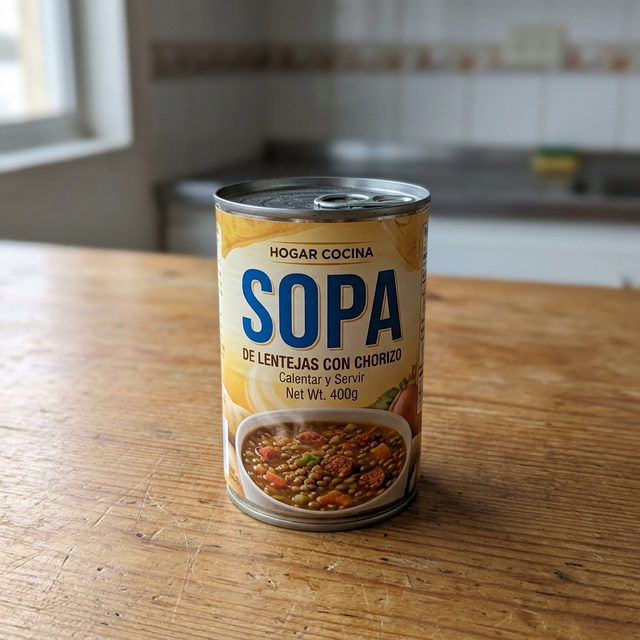 HOGAR COCINA
SOPA
DE LENTEJAS CON CHORIZO
Calentar y Servir
Net Wt. 400g